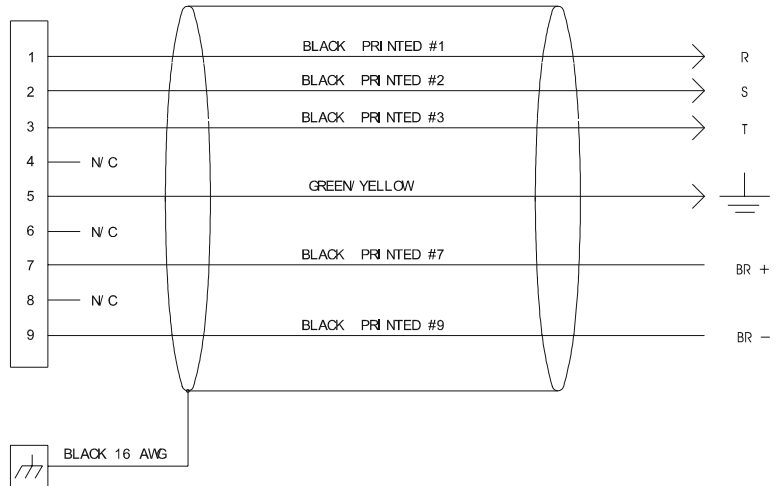 1 BLACK PRINTED #1 R
2 BLACK PRINTED #2 S
3 BLACK PRINTED #3 T
4 N/C
5 GREEN/YELLOW
6 N/C
7 BLACK PRINTED #7 BR +
8 N/C
9 BLACK PRINTED #9 BR −
BLACK 16 AWG